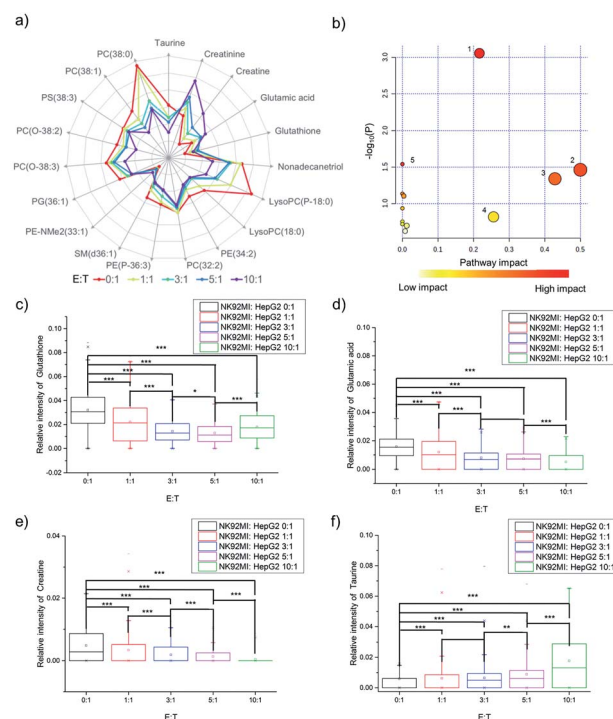 a)
Taurine
Creatinine
Creatine
Glutamic acid
Glutathione
Nonadecanetriol
LysoPC(P-18:0)
LysoPC(18:0)
PE(34:2)
PC(32:2)
PE(P-36:3)
SM(d36:1)
PE-NMe2(33:1)
PG(36:1)
PC(O-38:3)
PC(O-38:2)
PS(38:3)
PC(38:1)
PC(38:0)
E:T 0:1 1:1 3:1 5:1 10:1
b)
-log10(P)
3.0
2.5
2.0
1.5
1.0
1
2
3
4
5
0.0 0.1 0.2 0.3 0.4 0.5
Pathway impact
Low impact High impact
c)
Relative intensity of Glutathione
0.10
0.08
0.06
0.04
0.02
0.00
-0.02
NK92MI: HepG2 0:1
NK92MI: HepG2 1:1
NK92MI: HepG2 3:1
NK92MI: HepG2 5:1
NK92MI: HepG2 10:1
***
***
***
***
***
*
***
0:1 1:1 3:1 5:1 10:1
E:T
d)
Relative intensity of Glutamic acid
0.10
0.08
0.06
0.04
0.02
0.00
NK92MI: HepG2 0:1
NK92MI: HepG2 1:1
NK92MI: HepG2 3:1
NK92MI: HepG2 5:1
NK92MI: HepG2 10:1
***
***
***
***
***
***
0:1 1:1 3:1 5:1 10:1
E:T
e)
Relative intensity of Creatine
0.04
0.02
0.00
NK92MI: HepG2 0:1
NK92MI: HepG2 1:1
NK92MI: HepG2 3:1
NK92MI: HepG2 5:1
NK92MI: HepG2 10:1
***
***
***
***
***
***
***
0:1 1:1 3:1 5:1 10:1
E:T
f)
Relative intensity of Taurine
0.10
0.08
0.06
0.04
0.02
0.00
NK92MI: HepG2 0:1
NK92MI: HepG2 1:1
NK92MI: HepG2 3:1
NK92MI: HepG2 5:1
NK92MI: HepG2 10:1
***
***
***
**
***
0:1 1:1 3:1 5:1 10:1
E:T